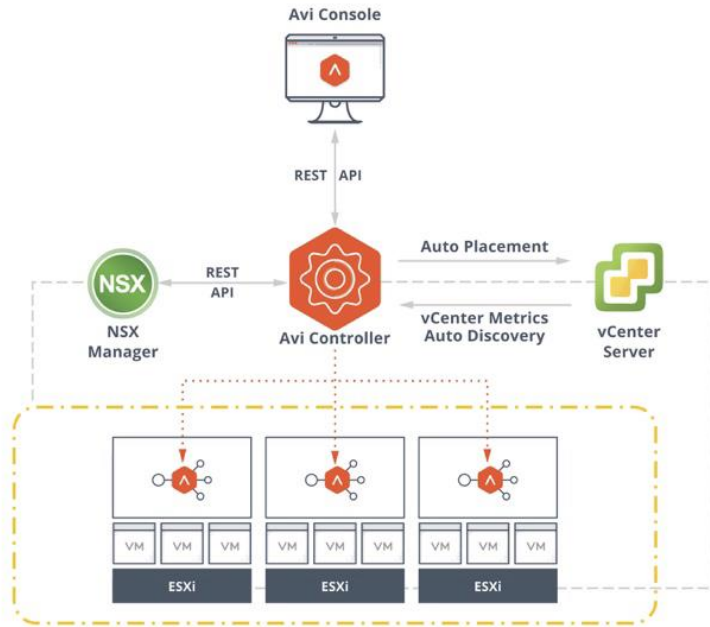 Avi Console
REST API
NSX
REST
API
NSX
Manager
Avi Controller
Auto Placement
vCenter Metrics
Auto Discovery
vCenter
Server
VM VM VM
VM VM VM
VM VM VM
ESXi
ESXi
ESXi